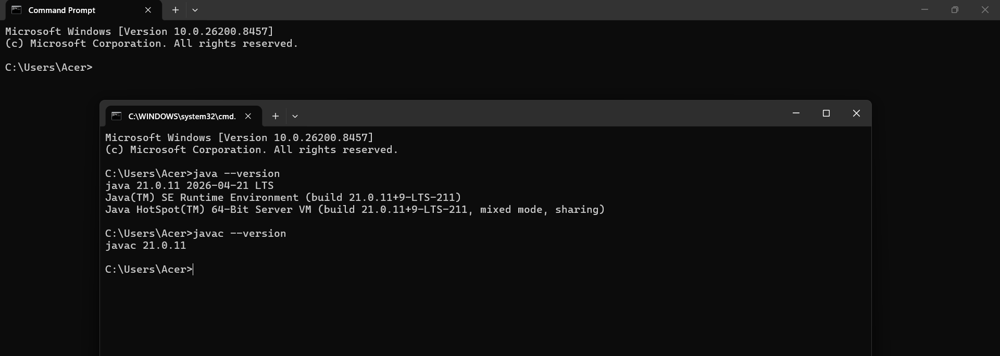 Command Prompt
Microsoft Windows [Version 10.0.26200.8457]
(c) Microsoft Corporation. All rights reserved.
C:\Users\Acer>
C:\WINDOWS\system32\cmd.
Microsoft Windows [Version 10.0.26200.8457]
(c) Microsoft Corporation. All rights reserved.
C:\Users\Acer>java --version
java 21.0.11 2026-04-21 LTS
Java(TM) SE Runtime Environment (build 21.0.11+9-LTS-211)
Java HotSpot(TM) 64-Bit Server VM (build 21.0.11+9-LTS-211, mixed mode, sharing)
C:\Users\Acer>javac --version
javac 21.0.11
C:\Users\Acer>